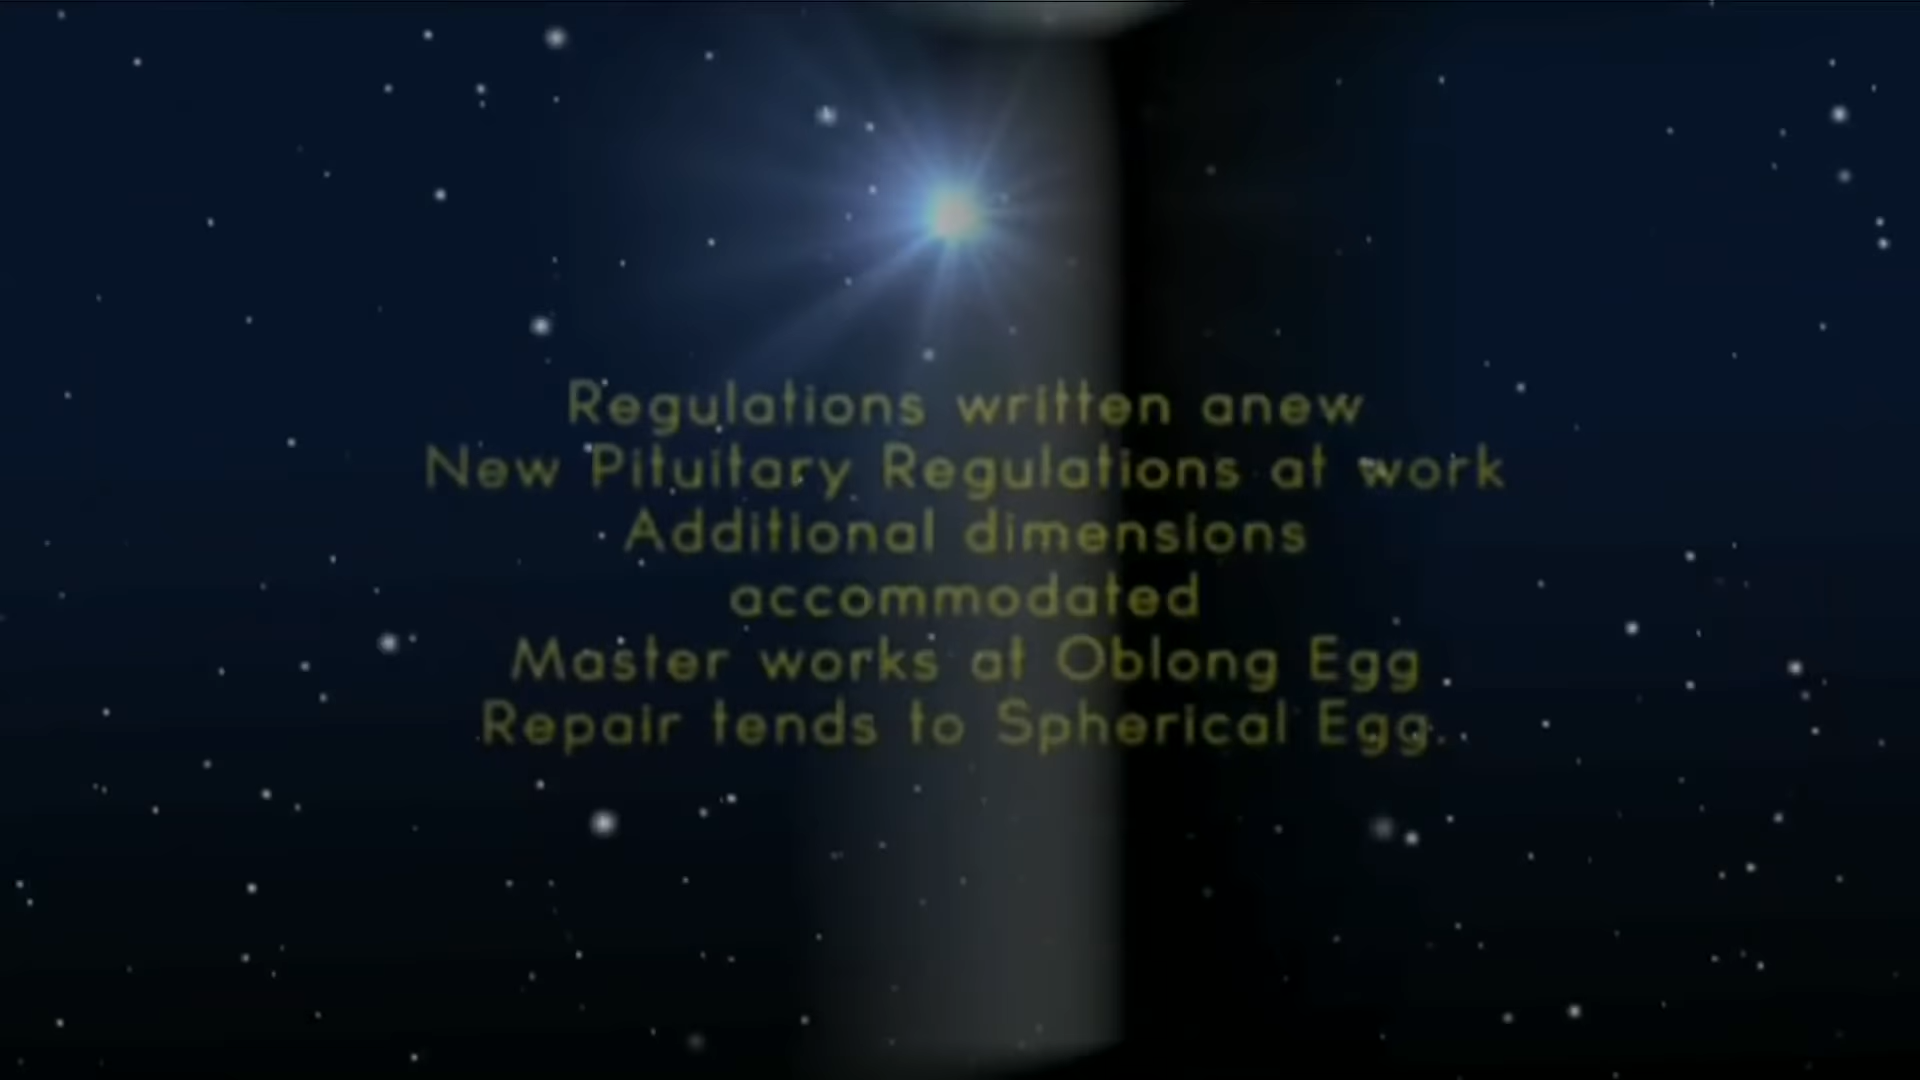 Regulations written anew
New Pituitary Regulations at work
Additional dimensions
accommodated
Master works at Oblong Egg
Repair tends to Spherical Egg